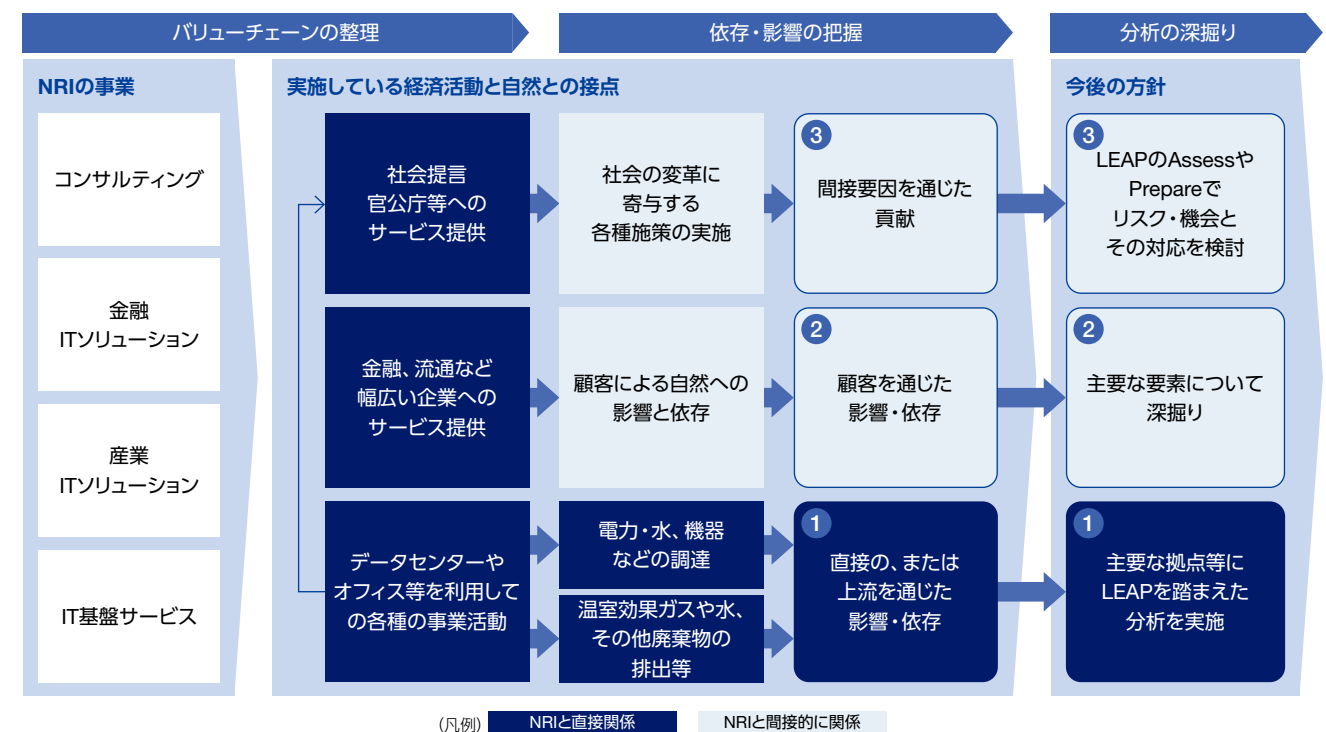 バリューチェーンの整理
依存・影響の把握
分析の深掘り
NRIの事業
コンサルティング
金融
ITソリューション
産業
ITソリューション
IT基盤サービス
実施している経済活動と自然との接点
社会提言
官公庁等への
サービス提供
社会の変革に
寄与する
各種施策の実施
3
間接要因を通じた
貢献
金融、流通など
幅広い企業への
サービス提供
顧客による自然への
影響と依存
2
顧客を通じた
影響・依存
データセンターや
オフィス等を利用して
の各種の事業活動
電力・水、機器
などの調達
温室効果ガスや水、
その他廃棄物の
排出等
1
直接の、または
上流を通じた
影響・依存
今後の方針
3
LEAPのAssessや
Prepareで
リスク・機会と
その対応を検討
2
主要な要素について
深掘り
1
主要な拠点等に
LEAPを踏まえた
分析を実施
(凡例)
NRIと直接関係
NRIと間接的に関係